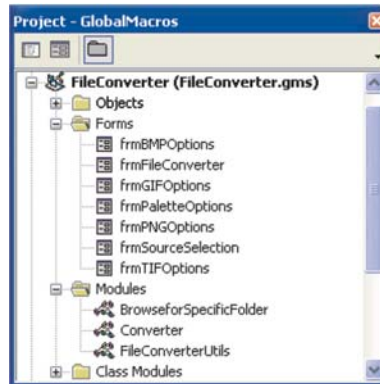 Project - GlobalMacros
FileConverter (FileConverter.gms)
Objects
Forms
frmBMPOptions
frmFileConverter
frmGIFOptions
frmPaletteOptions
frmPNGOptions
frmSourceSelection
frmTIFOptions
Modules
BrowseforSpecificFolder
Converter
FileConverterUtils
Class Modules